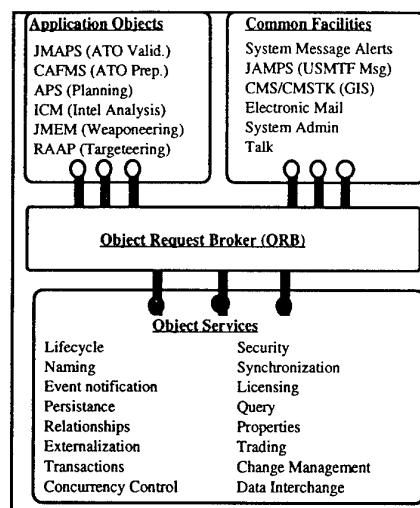 Application Objects
JMAPS (ATO Valid.)
CAFMS (ATO Prep.)
APS (Planning)
ICM (Intel Analysis)
JMEM (Weaponeering)
RAAP (Targeteering)
Common Facilities
System Message Alerts
JAMPS (USMTF Msg)
CMS/CMSTK (GIS)
Electronic Mail
System Admin
Talk
Object Request Broker (ORB)
Object Services
Lifecycle
Naming
Event notification
Persistance
Relationships
Externalization
Transactions
Concurrency Control
Security
Synchronization
Licensing
Query
Properties
Trading
Change Management
Data Interchange